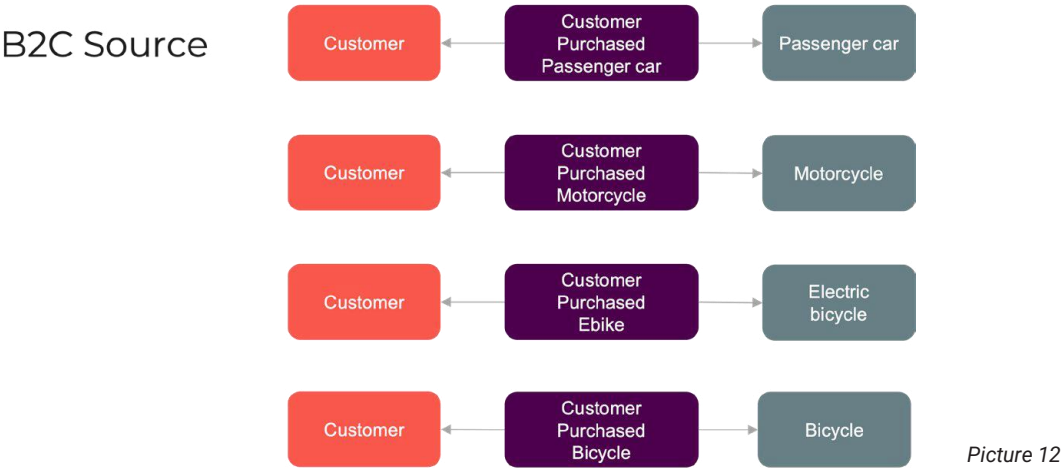 B2C Source
Customer
Customer
Purchased
Passenger car
Passenger car
Customer
Customer
Purchased
Motorcycle
Motorcycle
Customer
Customer
Purchased
Ebike
Electric
bicycle
Customer
Customer
Purchased
Bicycle
Bicycle
Picture 12